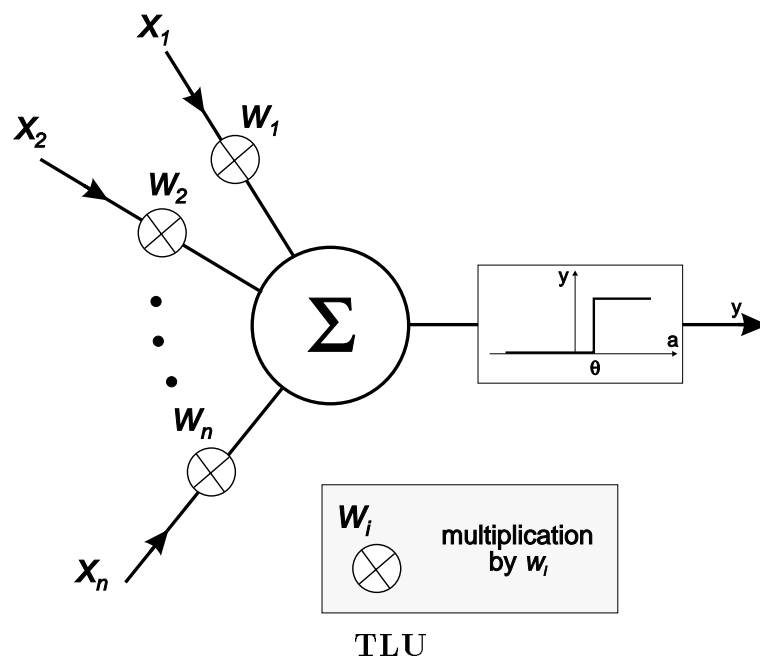 X1
X2
W1
W2
Σ
y
a
θ
y
Wn
Xn
Wi
multiplication
by wi
TLU